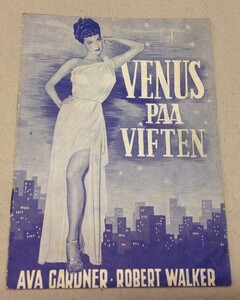 VENUS
PAA
VIFTEN
AVA GARDNER · ROBERT WALKER